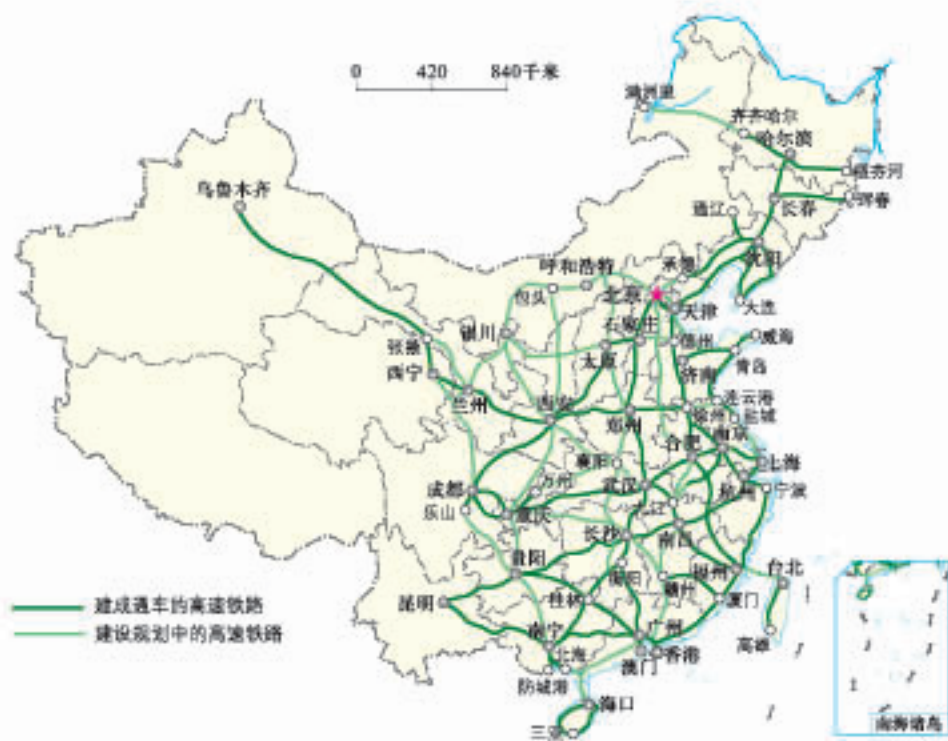 0 420 840千米
满洲里
齐齐哈尔
哈尔滨
绥芬河
珲春
长春
通辽
乌鲁木齐
沈阳
承德
呼和浩特
北京
包头
天津
大连
石家庄
银川
德州
威海
张掖
太原
济南
青岛
西宁
兰州
连云港
西安
郑州
徐州
盐城
南京
合肥
上海
襄阳
万州
武汉
杭州
宁波
成都
九江
乐山
重庆
长沙
南昌
贵阳
衡阳
福州
台北
赣州
建成通车的高速铁路
昆明
桂林
厦门
建设规划中的高速铁路
南宁
广州
高雄
北海
澳门
香港
防城港
海口
三亚
南海诸岛